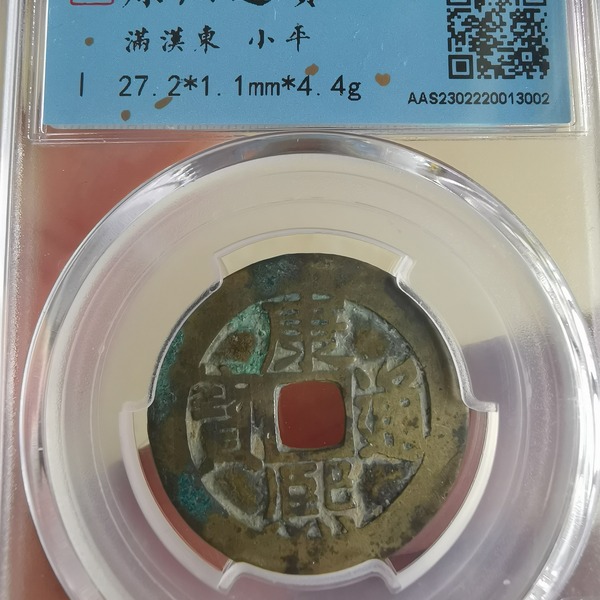 滿漢東 小平
27.2*1.1mm*4.4g
AAS2302220013002
康
寶 通
熙